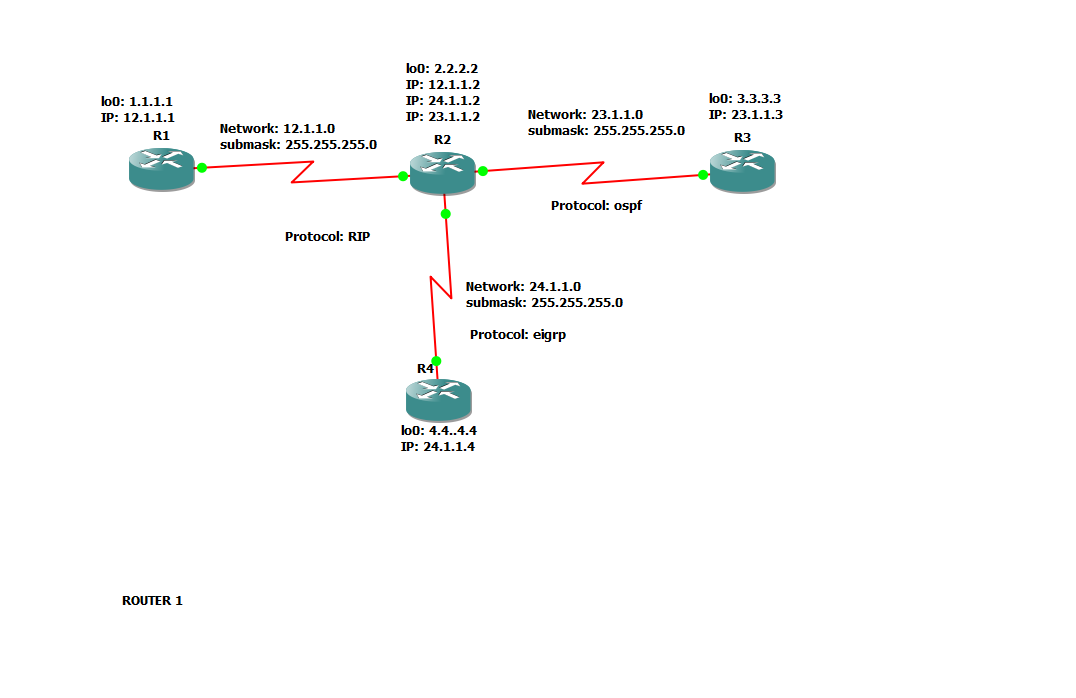 lo0: 1.1.1.1
IP: 12.1.1.1
R1
Network: 12.1.1.0
submask: 255.255.255.0
Protocol: RIP
lo0: 2.2.2.2
IP: 12.1.1.2
IP: 24.1.1.2
IP: 23.1.1.2
R2
Network: 23.1.1.0
submask: 255.255.255.0
Protocol: ospf
lo0: 3.3.3.3
IP: 23.1.1.3
R3
Network: 24.1.1.0
submask: 255.255.255.0
Protocol: eigrp
R4
lo0: 4.4..4.4
IP: 24.1.1.4
ROUTER 1